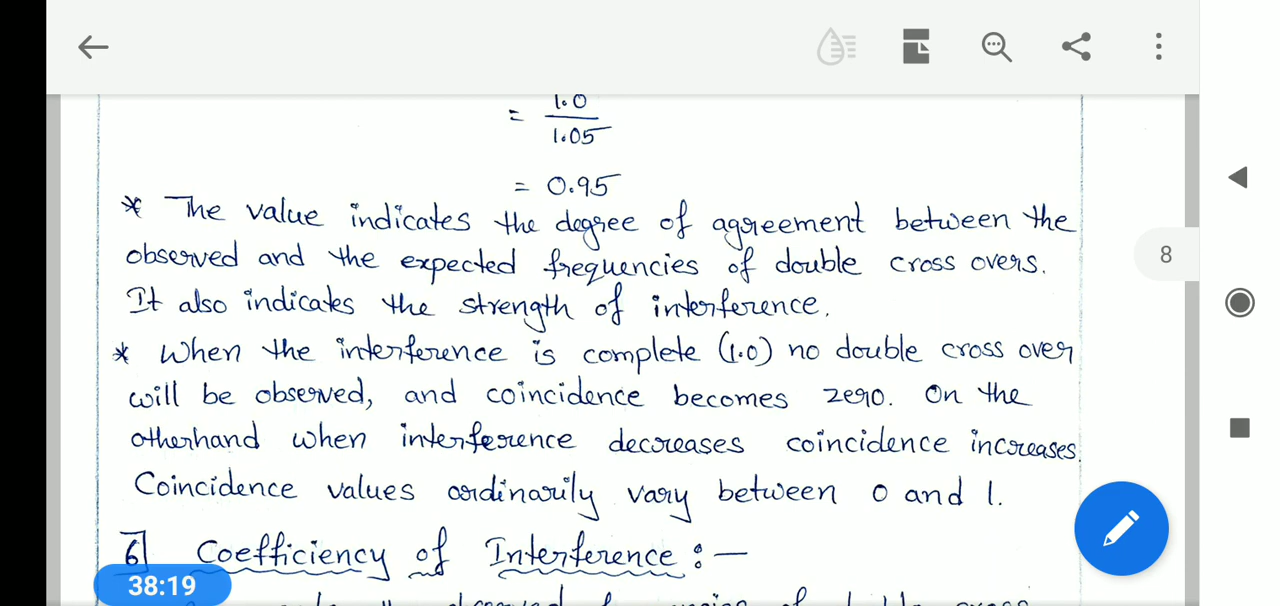 = 1.0
1.05
= 0.95
* The value indicates the degree of agreement between the
observed and the expected frequencies of double cross overs.
It also indicates the strength of interference.
8
* When the interference is complete (1.0) no double cross over
will be observed, and coincidence becomes zero. On the
otherhand when interference decreases coincidence increases.
Coincidence values ordinarily vary between 0 and 1.
6] Coefficiency of Interference :—
38:19